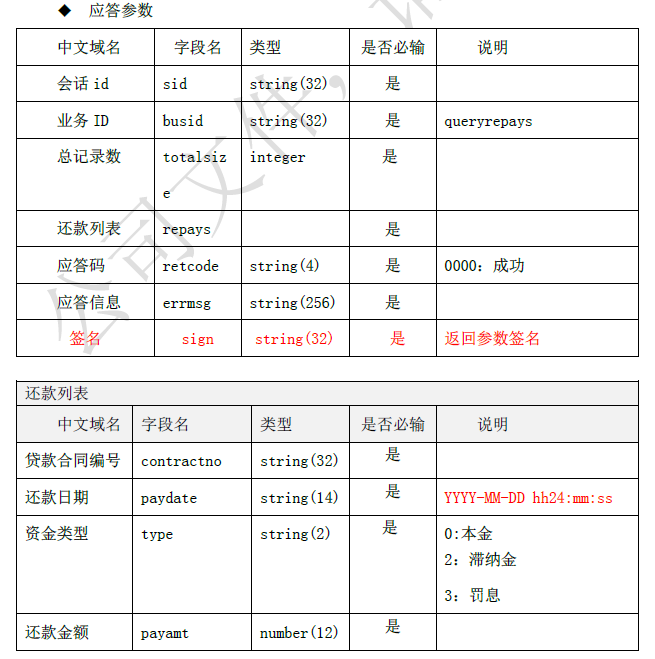 ◆ 应答参数
中文域名 字段名 类型 是否必输 说明
会话 id sid string(32) 是
业务 ID busid string(32) 是 queryrepays
总记录数 totalsiz integer 是
e
还款列表 repays 是
应答码 retcode string(4) 是 0000：成功
应答信息 errmsg string(256) 是
签名 sign string(32) 是 返回参数签名
还款列表
中文域名 字段名 类型 是否必输 说明
贷款合同编号 contractno string(32) 是
还款日期 paydate string(14) 是 YYYY-MM-DD hh24:mm:ss
资金类型 type string(2) 是 0:本金
2：滞纳金
3：罚息
还款金额 payamt number(12) 是
公司文件，